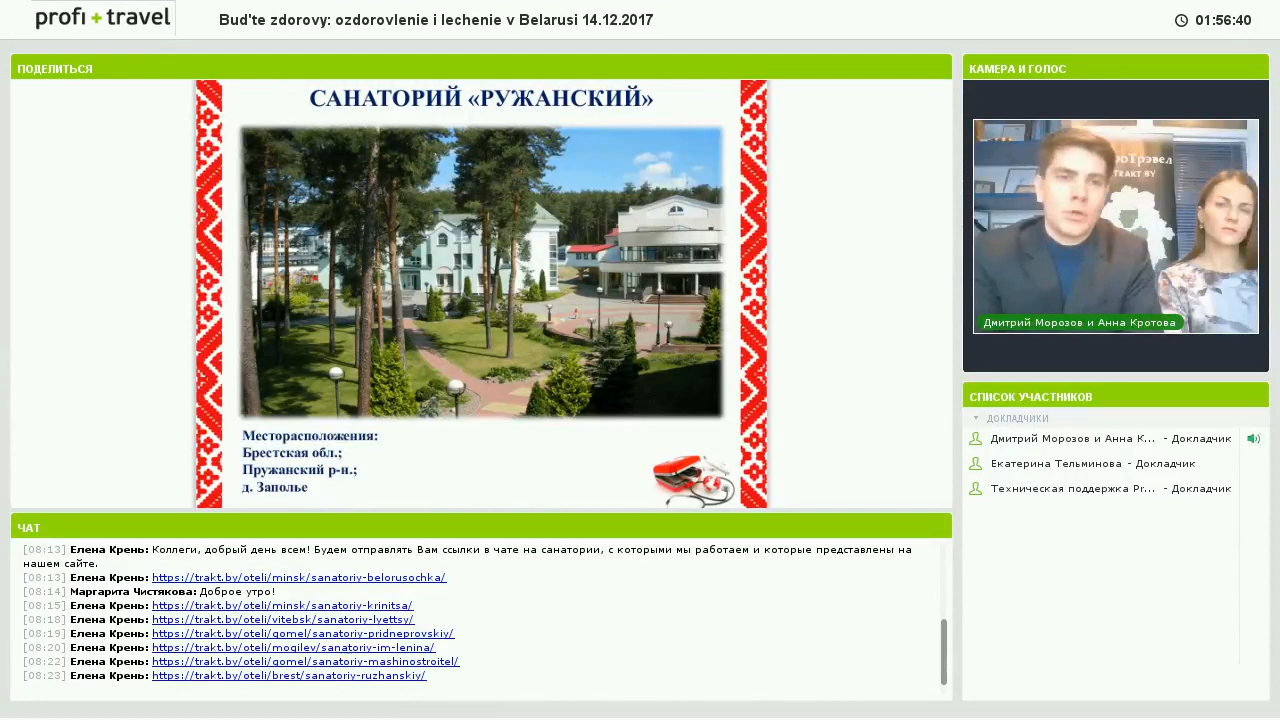 profi + travel
Bud'te zdorovy: ozdorovlenie i lechenie v Belarusi 14.12.2017
01:56:40
ПОДЕЛИТЬСЯ
САНАТОРИЙ «РУЖАНСКИЙ»
Месторасположения:
Брестская обл.;
Пружанский р-н.;
д. Заполье
КАМЕРА И ГОЛОС
TRAKT.BY
Дмитрий Морозов и Анна Кротова
СПИСОК УЧАСТНИКОВ
ДОКЛАДЧИКИ
Дмитрий Морозов и Анна К... - Докладчик
Екатерина Тельминова - Докладчик
Техническая поддержка Pr... - Докладчик
ЧАТ
[08:13] Елена Крень: Коллеги, добрый день всем! Будем отправлять Вам ссылки в чате на санатории, с которыми мы работаем и которые представлены на
нашем сайте.
[08:13] Елена Крень: https://trakt.by/oteli/minsk/sanatoriy-belorusochka/
[08:14] Маргарита Чистякова: Доброе утро!
[08:15] Елена Крень: https://trakt.by/oteli/minsk/sanatoriy-krinitsa/
[08:18] Елена Крень: https://trakt.by/oteli/vitebsk/sanatoriy-lyettsy/
[08:19] Елена Крень: https://trakt.by/oteli/gomel/sanatoriy-pridneprovskiy/
[08:20] Елена Крень: https://trakt.by/oteli/mogilev/sanatoriy-im-lenina/
[08:22] Елена Крень: https://trakt.by/oteli/gomel/sanatoriy-mashinostroitel/
[08:23] Елена Крень: https://trakt.by/oteli/brest/sanatoriy-ruzhanskiy/